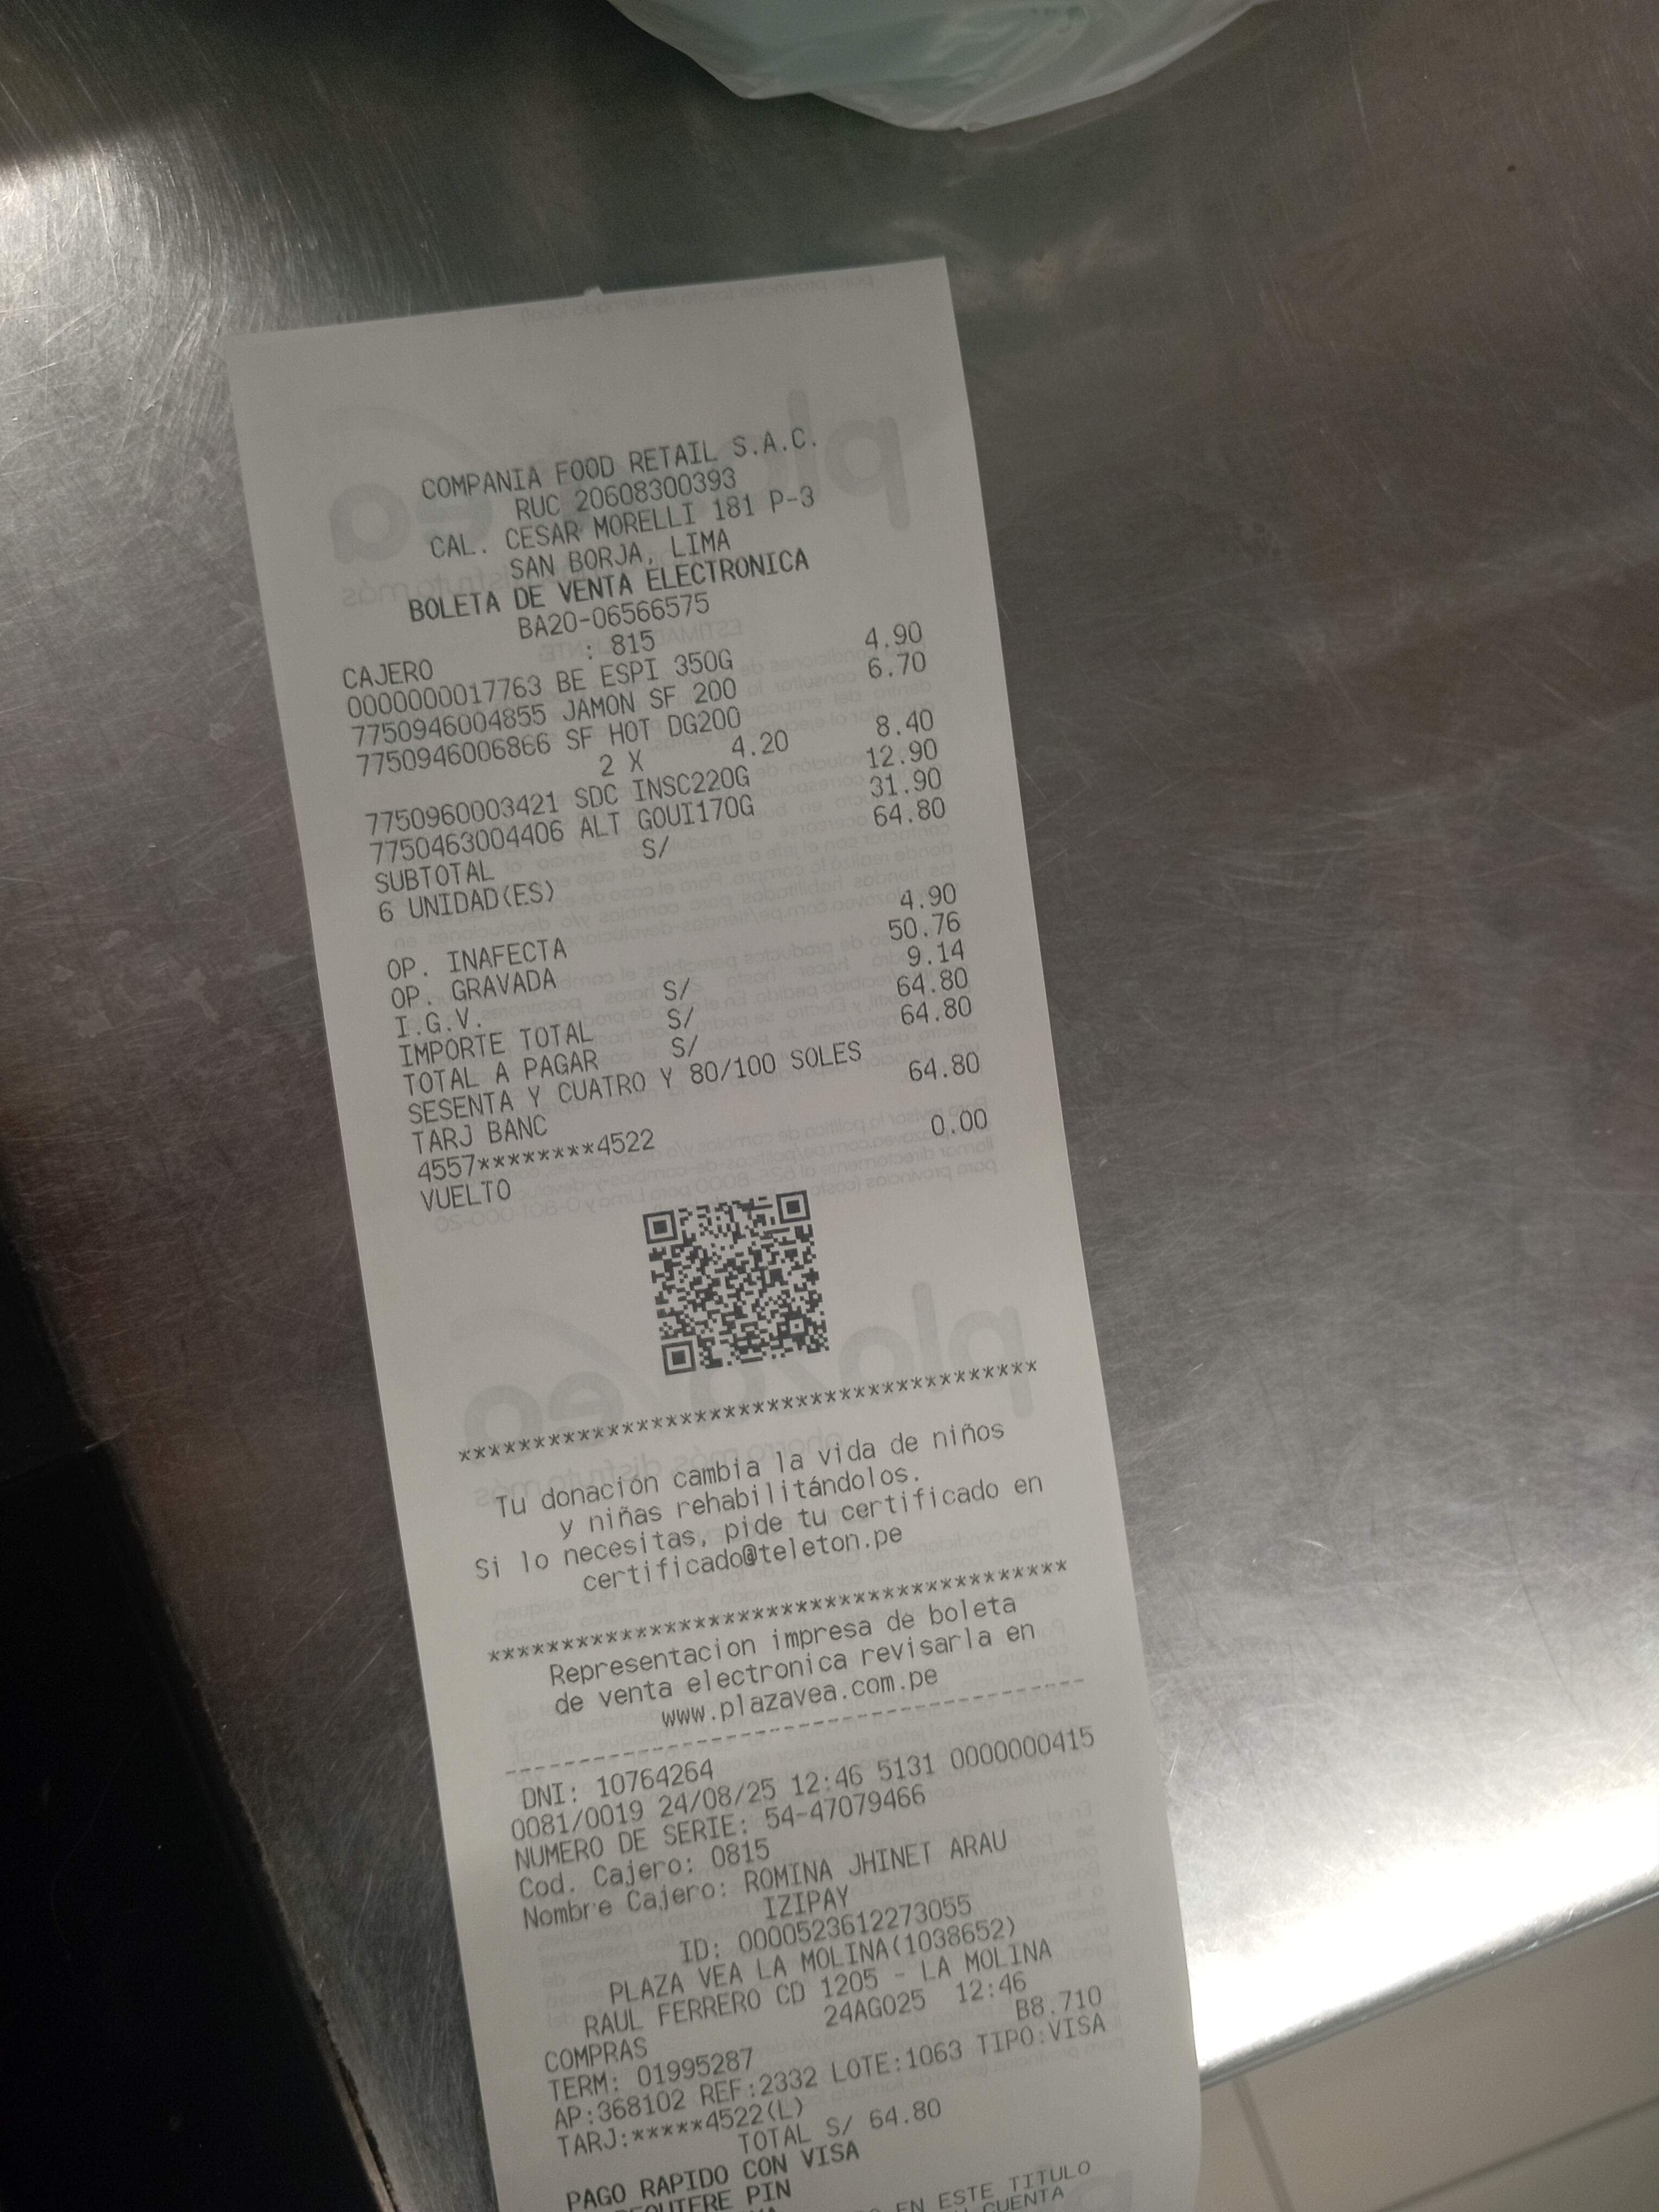 COMPANIA FOOD RETAIL S.A.C.
RUC 20608300393
CAL. CESAR MORELLI 181 P-3
SAN BORJA, LIMA
BOLETA DE VENTA ELECTRONICA
BA20-06566575
CAJERO : 815
0000000017763 BE ESPI 350G 4.90
7750946004855 JAMON SF 200 6.70
7750946006866 SF HOT DG200
2 X 4.20 8.40
7750960003421 SDC INSC220G 12.90
7750463004406 ALT GOUI170G 31.90
SUBTOTAL S/ 64.80
6 UNIDAD(ES)
OP. INAFECTA 4.90
OP. GRAVADA 50.76
I.G.V. S/ 9.14
IMPORTE TOTAL S/ 64.80
TOTAL A PAGAR S/ 64.80
SESENTA Y CUATRO Y 80/100 SOLES
TARJ BANC 64.80
4557********4522
VUELTO 0.00
***************************************
Tu donación cambia la vida de niños
y niñas rehabilitándolos.
Si lo necesitas, pide tu certificado en
certificado@teleton.pe
***************************************
Representacion impresa de boleta
de venta electronica revisarla en
www.plazavea.com.pe
---------------------------------------
DNI: 10764264
0081/0019 24/08/25 12:46 5131 0000000415
NUMERO DE SERIE: 54-47079466
Cod. Cajero: 0815
Nombre Cajero: ROMINA JHINET ARAU
IZIPAY
ID: 0000523612273055
PLAZA VEA LA MOLINA(1038652)
RAUL FERRERO CD 1205 - LA MOLINA
COMPRAS 24AGO25 12:46
TERM: 01995287 B8.710
AP:368102 REF:2332 LOTE:1063 TIPO:VISA
TARJ:*****4522(L)
TOTAL S/ 64.80
PAGO RAPIDO CON VISA
PIN
EN ESTE TITULO
CUENTA